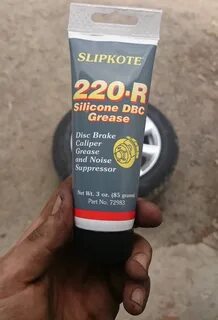 SLIPKOTE
220-R
Silicone DBC
Grease
Disc Brake
Caliper
Grease
and Noise
Suppressor
Net Wt. 3 oz. (85 grams)
Part No. 72983